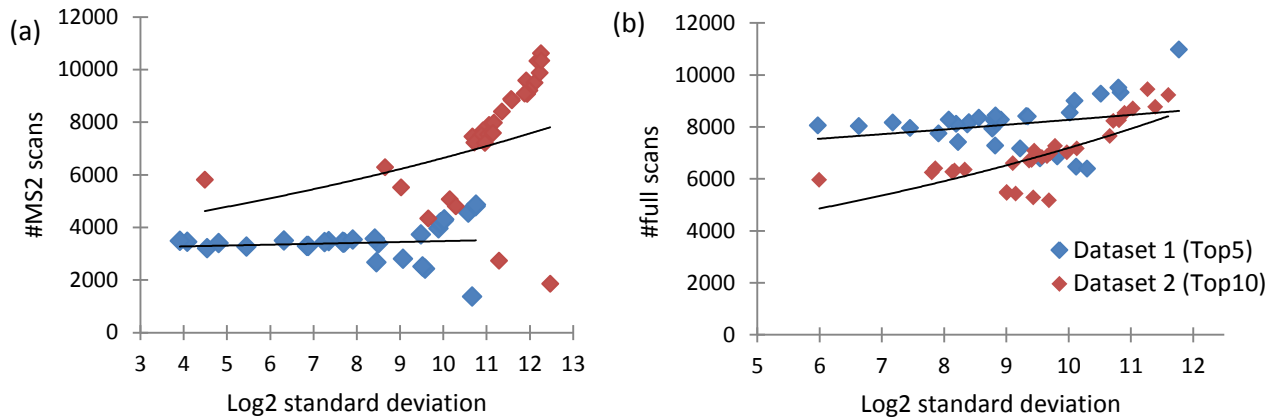 (a)
#MS2 scans
12000
10000
8000
6000
4000
2000
0
3 4 5 6 7 8 9 10 11 12 13
Log2 standard deviation
(b)
#full scans
12000
10000
8000
6000
4000
2000
0
5 6 7 8 9 10 11 12
Log2 standard deviation
Dataset 1 (Top5)
Dataset 2 (Top10)